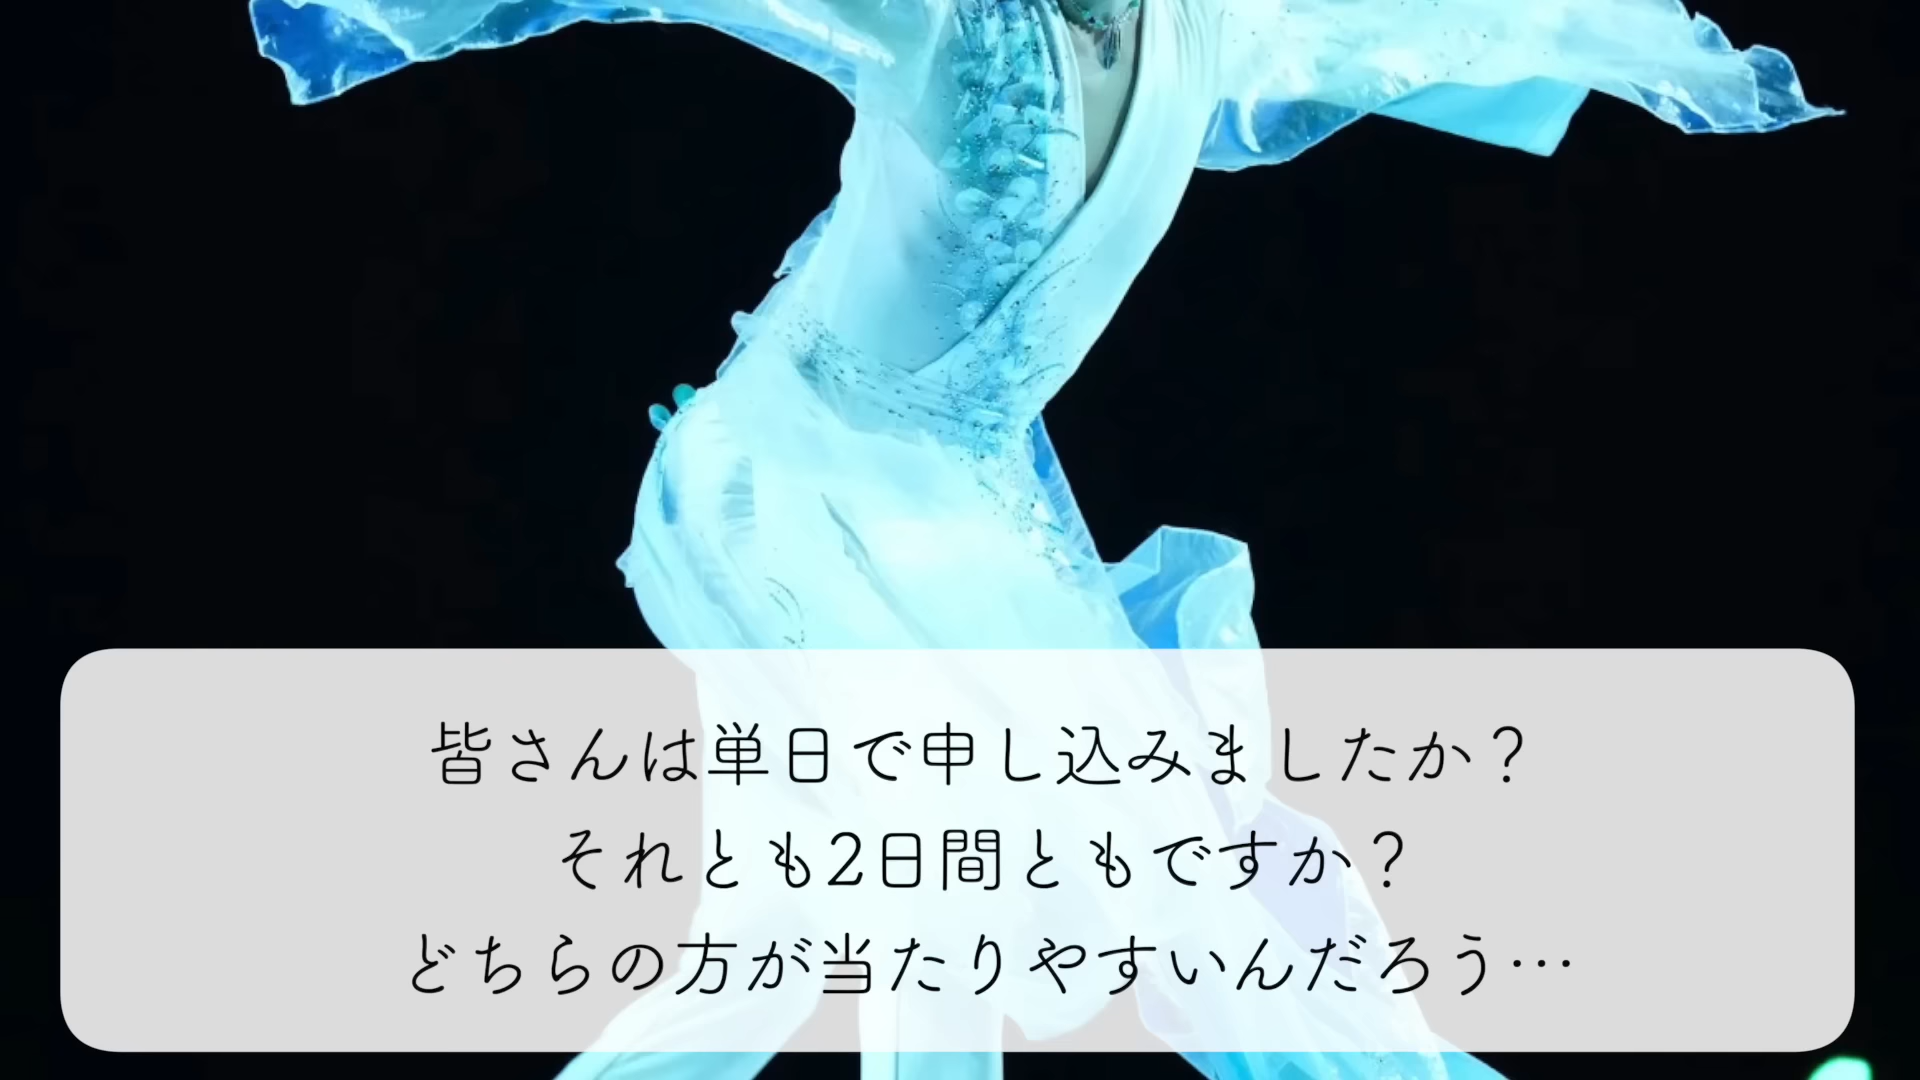 皆さんは単日で申し込みましたか？
それとも2日間ともですか？
どちらの方が当たりやすいんだろう…